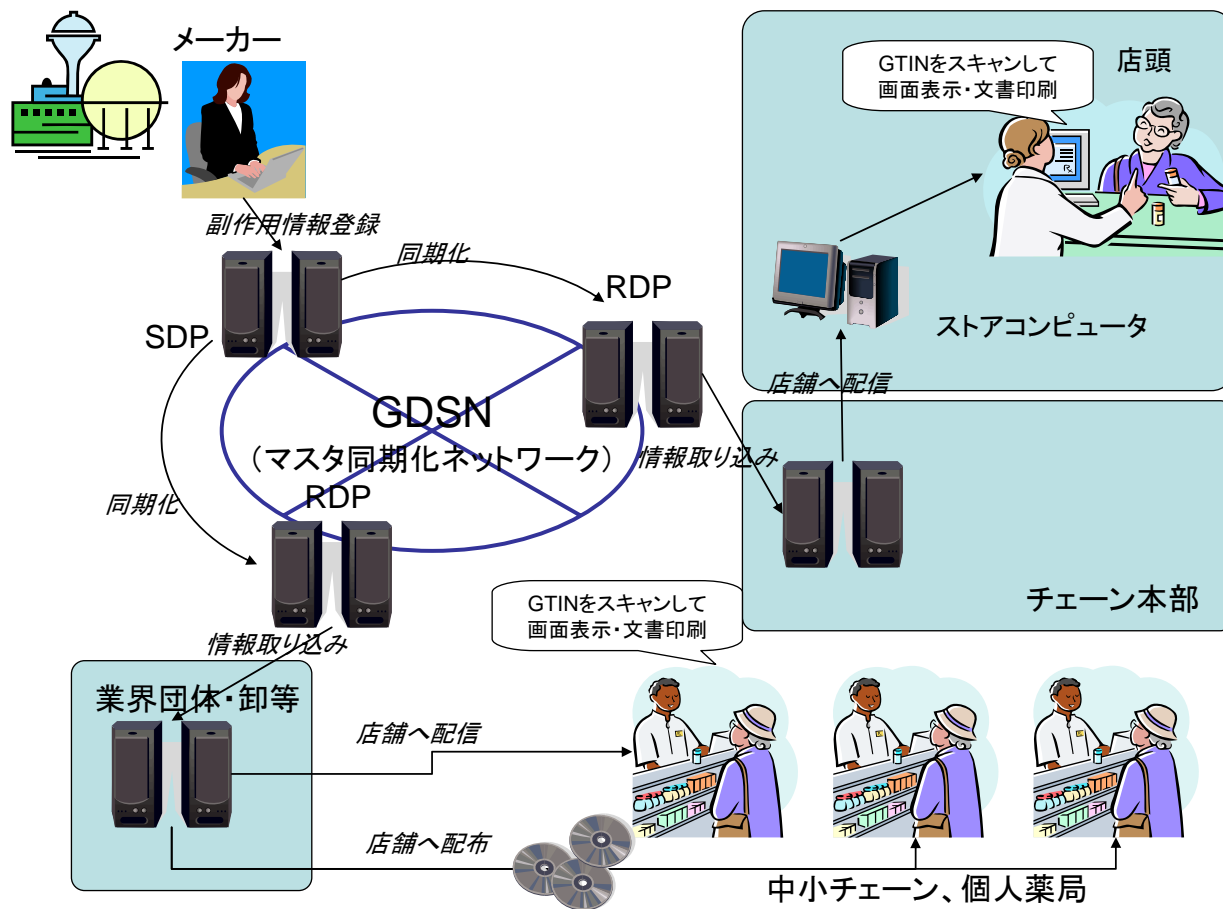 メーカー
GTINをスキャンして
画面表示・文書印刷
店頭
副作用情報登録
同期化
RDP
SDP
ストアコンピュータ
店舗へ配信
GDSN
(マスタ同期化ネットワーク)
情報取り込み
RDP
同期化
チェーン本部
GTINをスキャンして
画面表示・文書印刷
情報取り込み
業界団体・卸等
店舗へ配信
店舗へ配布
中小チェーン、個人薬局